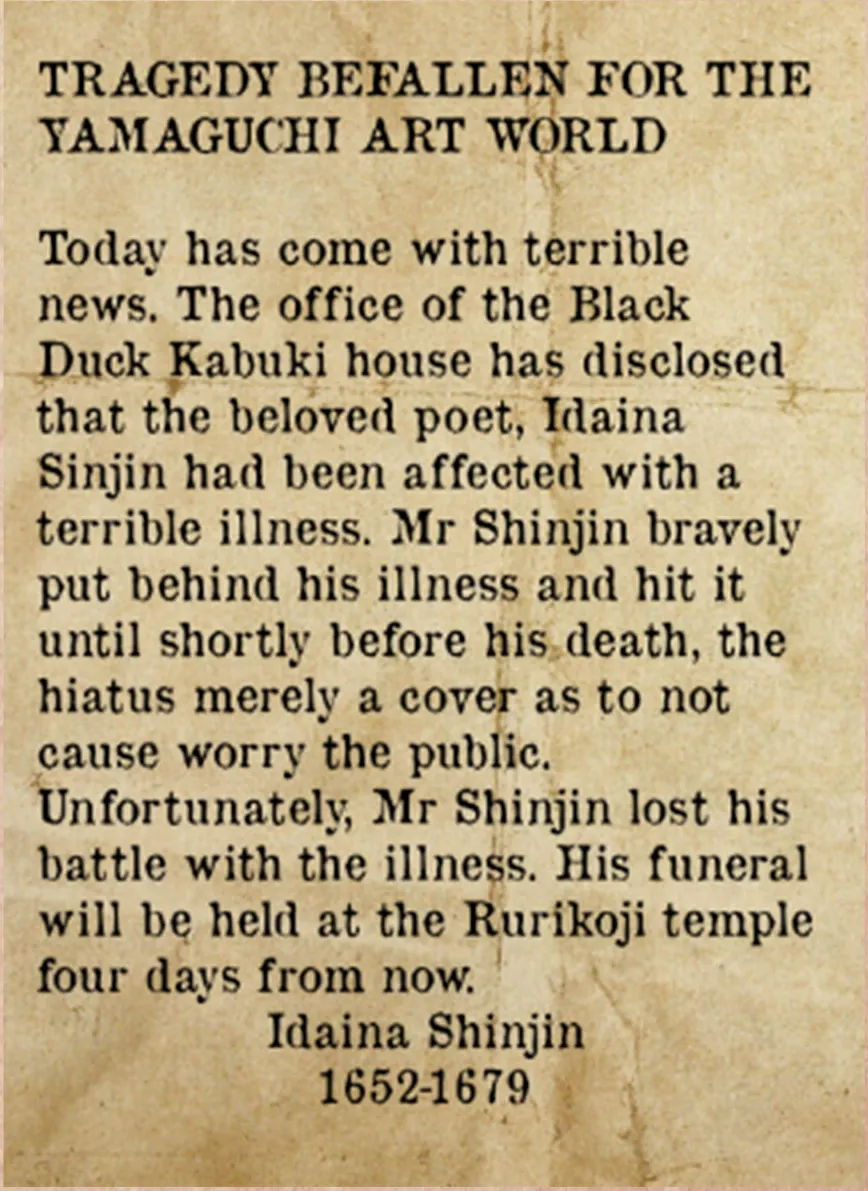 TRAGEDY BEFALLEN FOR THE
YAMAGUCHI ART WORLD
Today has come with terrible
news. The office of the Black
Duck Kabuki house has disclosed
that the beloved poet, Idaina
Sinjin had been affected with a
terrible illness. Mr Shinjin bravely
put behind his illness and hit it
until shortly before his death, the
hiatus merely a cover as to not
cause worry the public.
Unfortunately, Mr Shinjin lost his
battle with the illness. His funeral
will be held at the Rurikoji temple
four days from now.
Idaina Shinjin
1652-1679